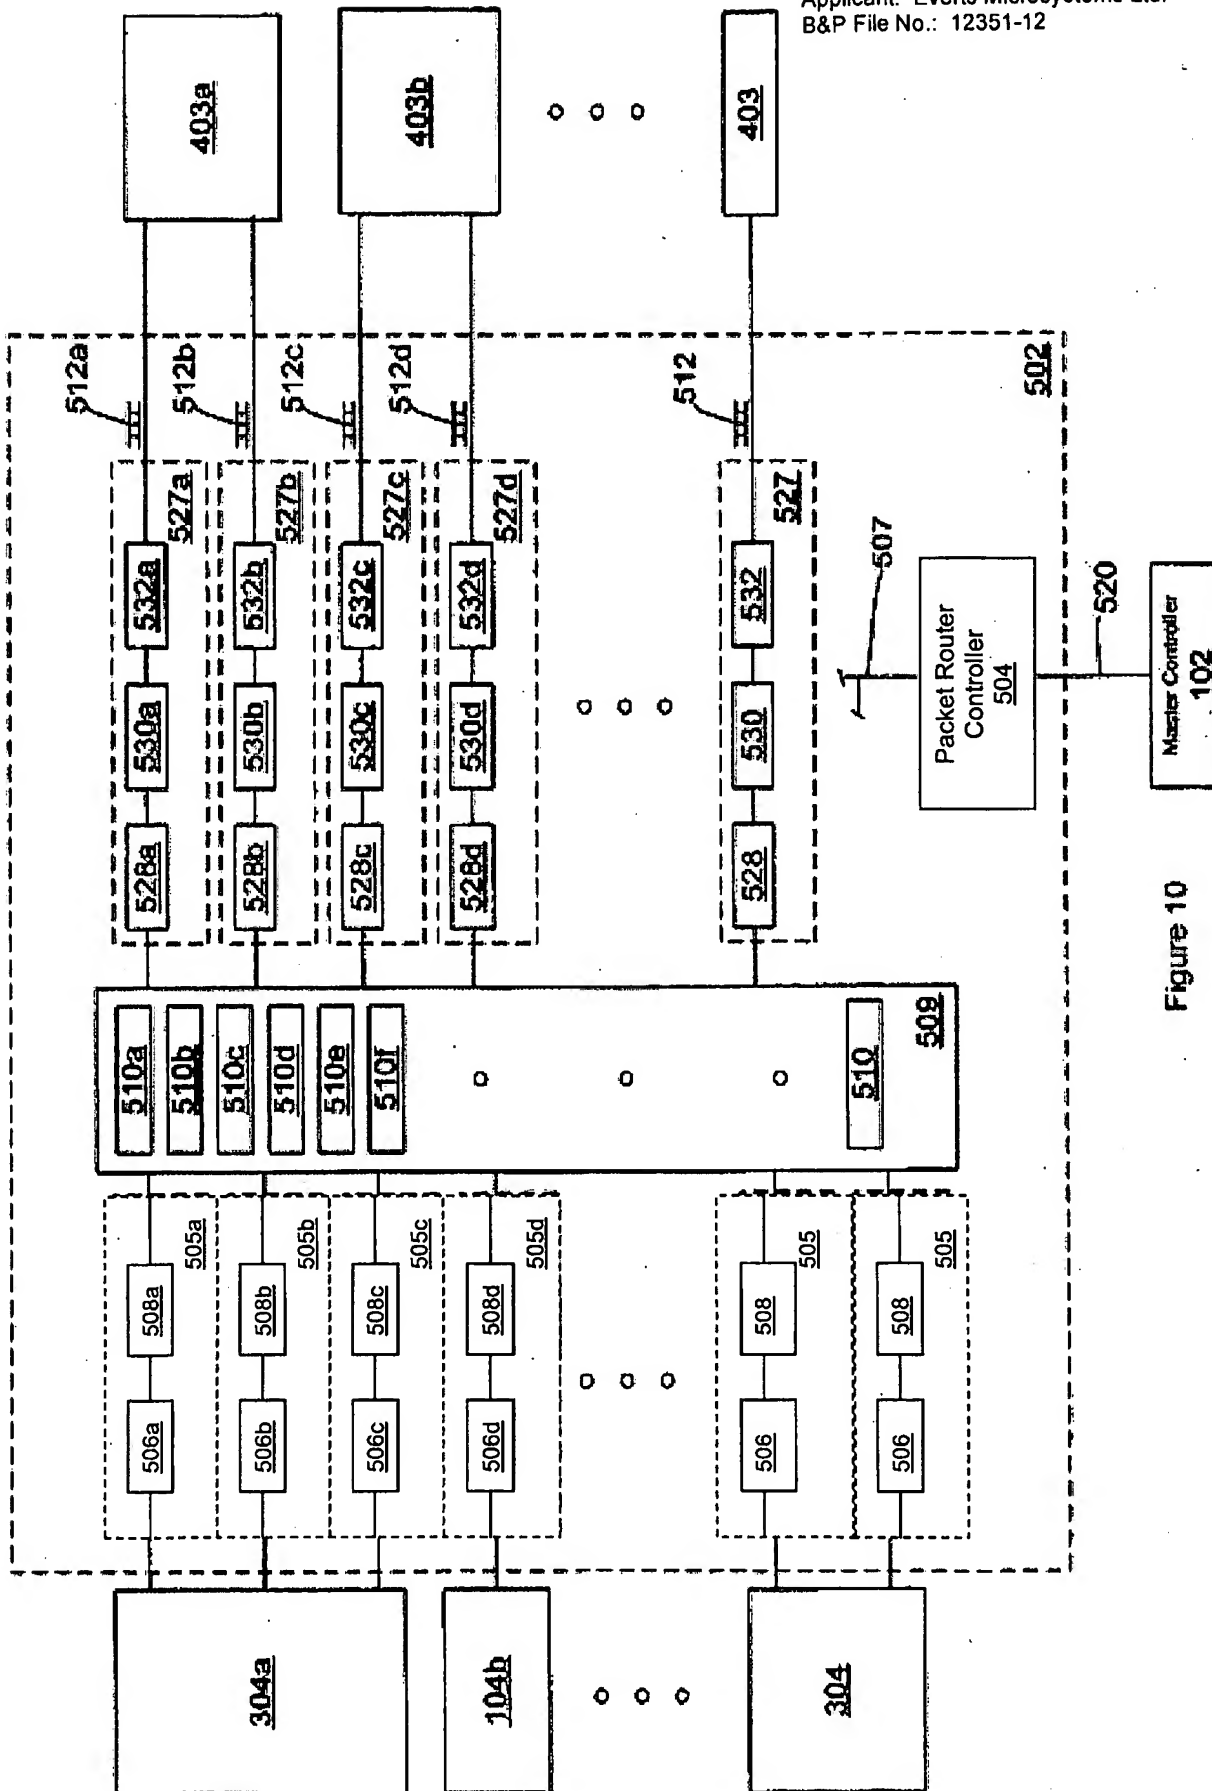 Applicant: Evertz Microsystems Ltd.
B&P File No.: 12351-12
403a
403b
403
512a
512b
512c
512d
512
502
527a
532a
530a
528a
527b
532b
530b
528b
527c
532c
530c
528c
527d
532d
530d
528d
527
532
530
528
507
Packet Router
Controller
504
520
Master Controller
102
510a
510b
510c
510d
510e
510f
510
509
505a
508a
506a
505b
508b
506b
505c
508c
506c
505d
508d
506d
505
508
506
505
508
506
304a
104b
304
Figure 10